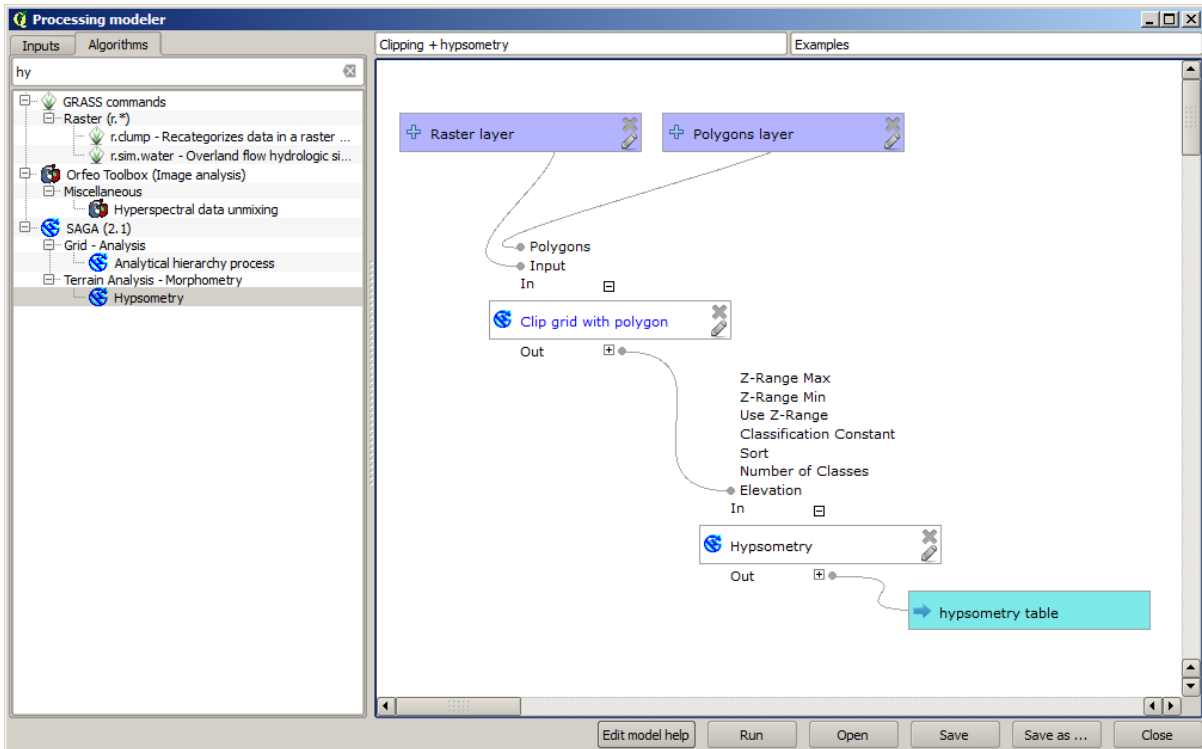 Processing modeler
Inputs
Algorithms
Clipping + hypsometry
Examples
hy
GRASS commands
Raster (r.*)
r.clump - Recategorizes data in a raster ...
r.sim.water - Overland flow hydrologic si...
Orfeo Toolbox (Image analysis)
Miscellaneous
Hyperspectral data unmixing
SAGA (2.1)
Grid - Analysis
Analytical hierarchy process
Terrain Analysis - Morphometry
Hypsometry
Raster layer
Polygons layer
Polygons
Input
In
Clip grid with polygon
Out
Z-Range Max
Z-Range Min
Use Z-Range
Classification Constant
Sort
Number of Classes
Elevation
In
Hypsometry
Out
hypsometry table
Edit model help
Run
Open
Save
Save as ...
Close